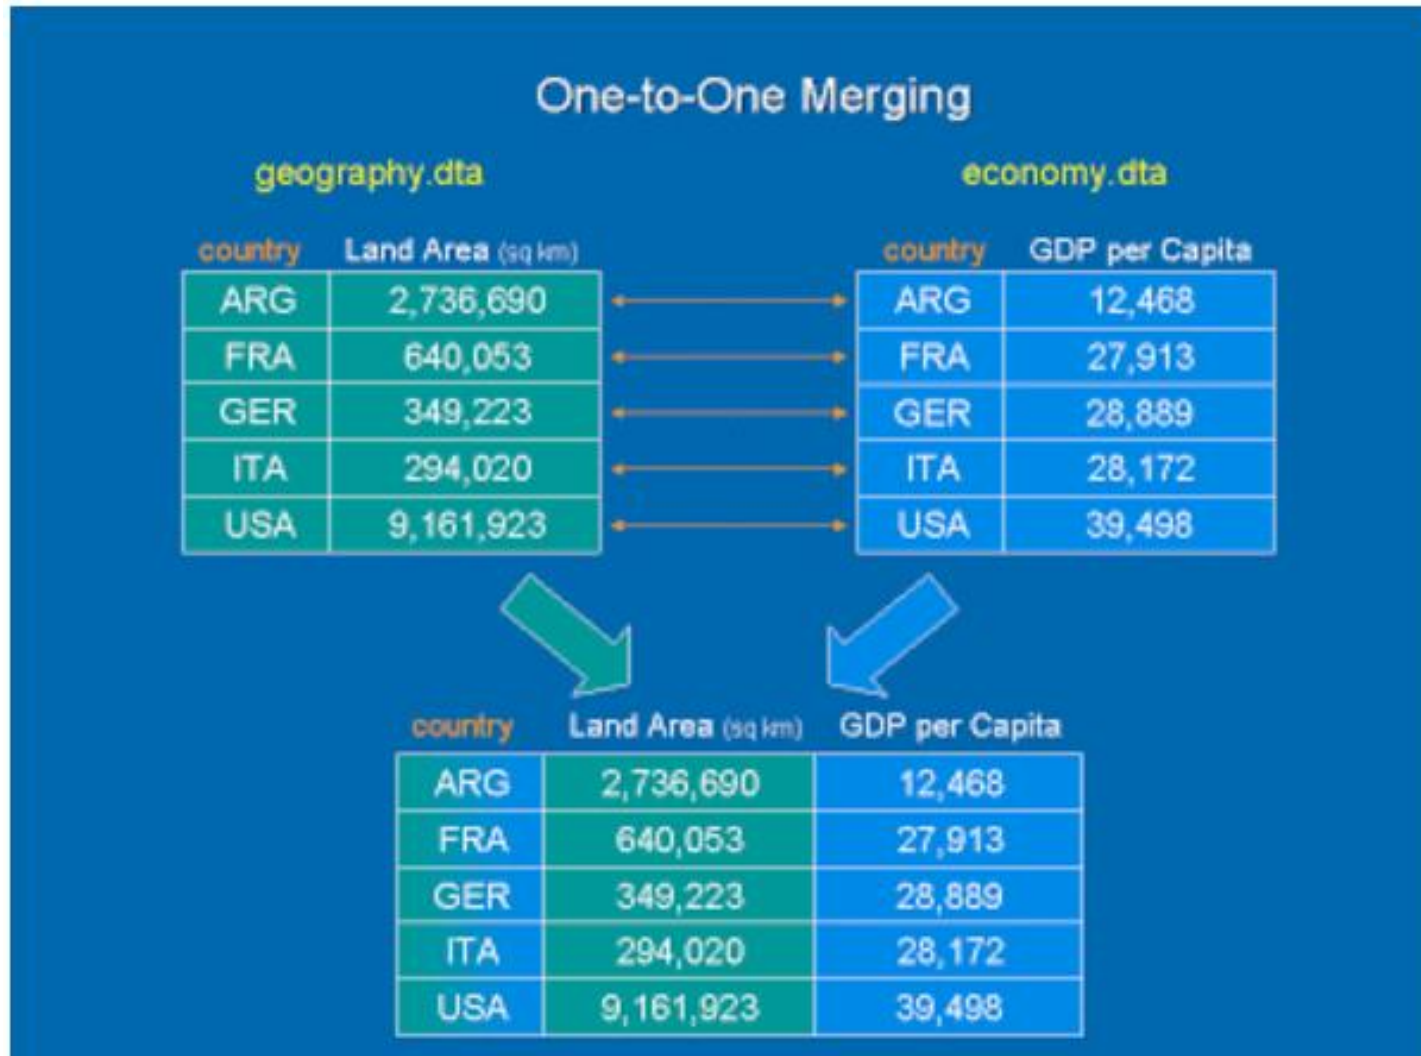 One-to-One Merging
geography.dta
country Land Area (sq km)
ARG 2,736,690
FRA 640,053
GER 349,223
ITA 294,020
USA 9,161,923
economy.dta
country GDP per Capita
ARG 12,468
FRA 27,913
GER 28,889
ITA 28,172
USA 39,498
country Land Area (sq km) GDP per Capita
ARG 2,736,690 12,468
FRA 640,053 27,913
GER 349,223 28,889
ITA 294,020 28,172
USA 9,161,923 39,498